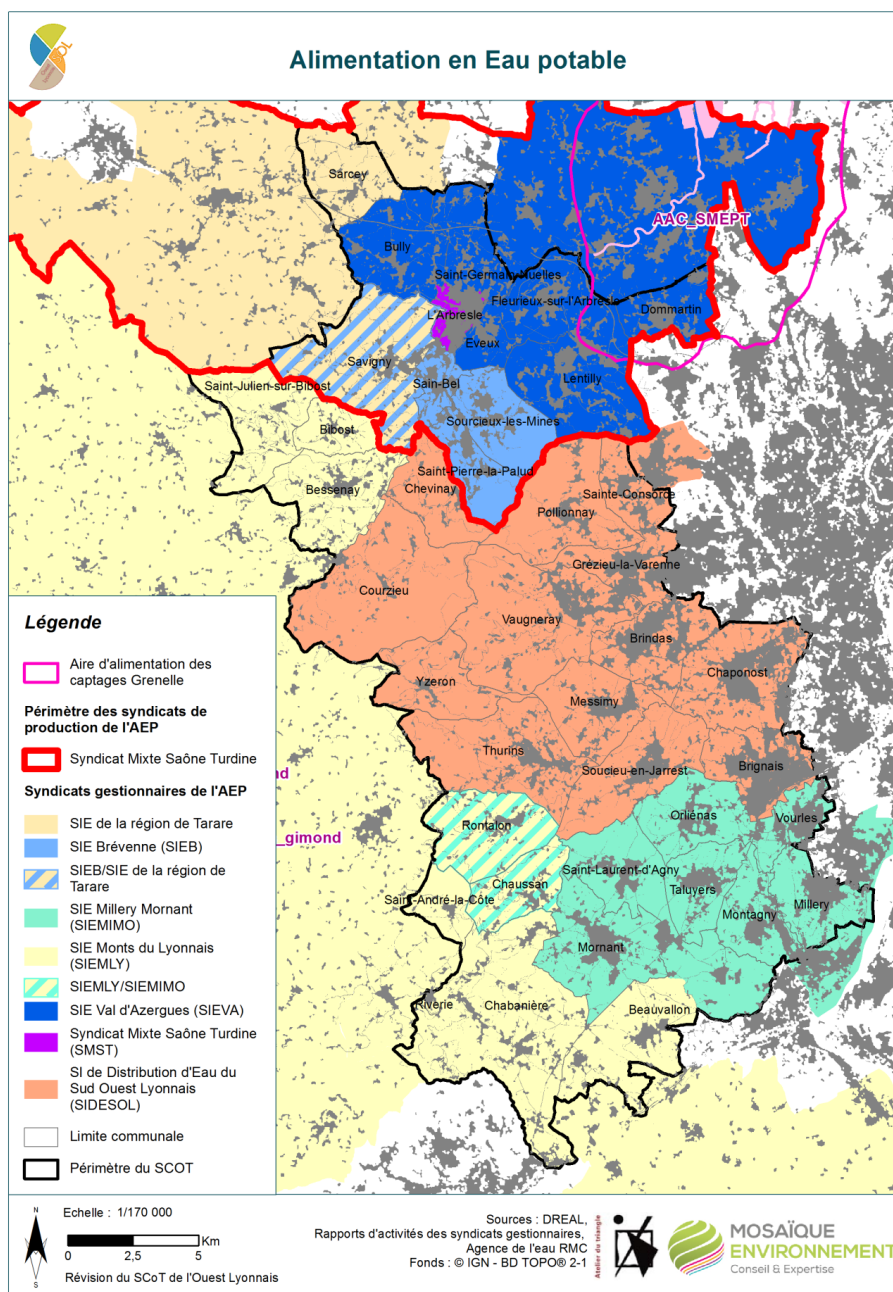 Alimentation en Eau potable
Sarcey
AAC_SMEPT
Bully
Saint-Germain-Nuelles
Fleurieux-sur-l'Arbresle
Dommartin
L'Arbresle
Eveux
Savigny
Lentilly
Saint-Julien-sur-Bibost
Sain-Bel
Sourcieux-les-Mines
Bibost
Saint-Pierre-la-Palud
Bessenay
Chevinay
Sainte-Consorce
Pollionnay
Grézieu-la-Varenne
Courzieu
Vaugneray
Brindas
Chaponost
Yzeron
Messimy
Thurins
Soucieu-en-Jarrest
Brignais
Orliénas
Vourles
_gimond
Rontalon
Saint-Laurent-d'Agny
Chaussan
Taluyers
Saint-André-la-Côte
Montagny
Millery
Mornant
Riverie
Chabanière
Beauvallon
Légende
Aire d'alimentation des
captages Grenelle
Périmètre des syndicats de
production de l'AEP
Syndicat Mixte Saône Turdine
Syndicats gestionnaires de l'AEP
SIE de la région de Tarare
SIE Brévenne (SIEB)
SIEB/SIE de la région de
Tarare
SIE Millery Mornant
(SIEMIMO)
SIE Monts du Lyonnais
(SIEMLY)
SIEMLY/SIEMIMO
SIE Val d'Azergues (SIEVA)
Syndicat Mixte Saône Turdine
(SMST)
SI de Distribution d'Eau du
Sud Ouest Lyonnais
(SIDESOL)
Limite communale
Périmètre du SCOT
N
S
Echelle : 1/170 000
Km
0 2,5 5
Révision du SCoT de l'Ouest Lyonnais
Sources : DREAL,
Rapports d'activités des syndicats gestionnaires,
Agence de l'eau RMC
Fonds : © IGN - BD TOPO® 2-1
Atelier du triangle
MOSAÏQUE
ENVIRONNEMENT
Conseil & Expertise